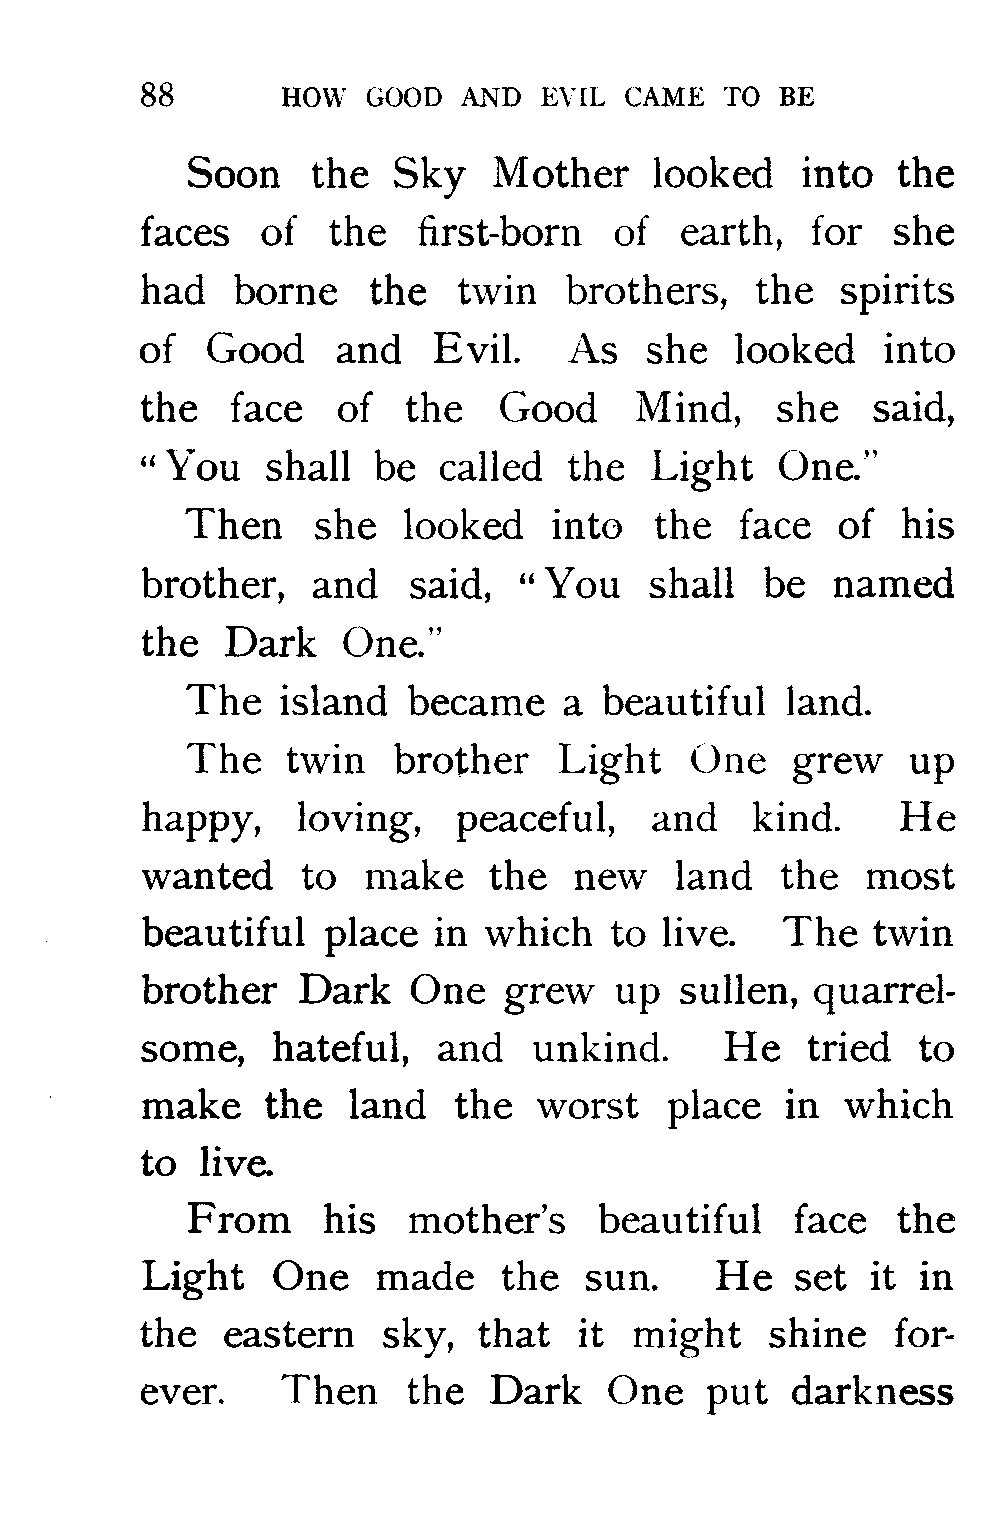 88 HOW GOOD AND EVIL CAME TO BE
Soon the Sky Mother looked into the
faces of the first-born of earth, for she
had borne the twin brothers, the spirits
of Good and Evil. As she looked into
the face of the Good Mind, she said,
“You shall be called the Light One.”
Then she looked into the face of his
brother, and said, “You shall be named
the Dark One.”
The island became a beautiful land.
The twin brother Light One grew up
happy, loving, peaceful, and kind. He
wanted to make the new land the most
beautiful place in which to live. The twin
brother Dark One grew up sullen, quarrel-
some, hateful, and unkind. He tried to
make the land the worst place in which
to live.
From his mother’s beautiful face the
Light One made the sun. He set it in
the eastern sky, that it might shine for-
ever. Then the Dark One put darkness